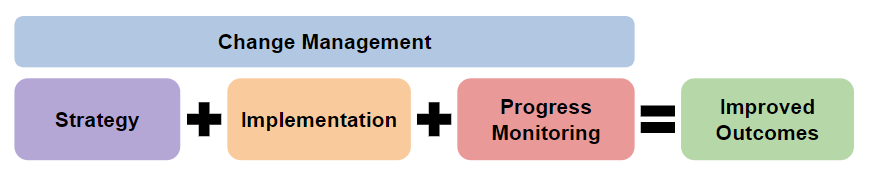 Change Management
Strategy + Implementation + Progress Monitoring = Improved Outcomes